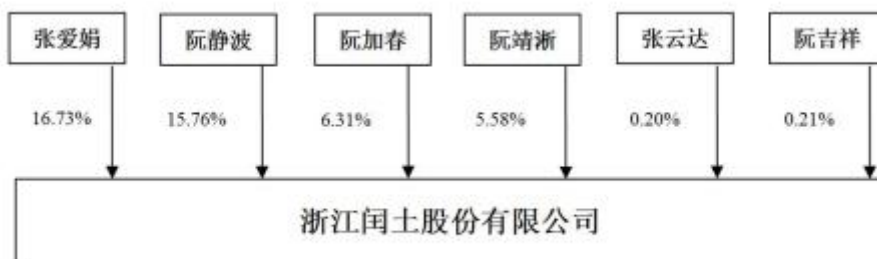 张爱娟 阮静波 阮加春 阮靖淅 张云达 阮吉祥
16.73% 15.76% 6.31% 5.58% 0.20% 0.21%
浙江闰土股份有限公司